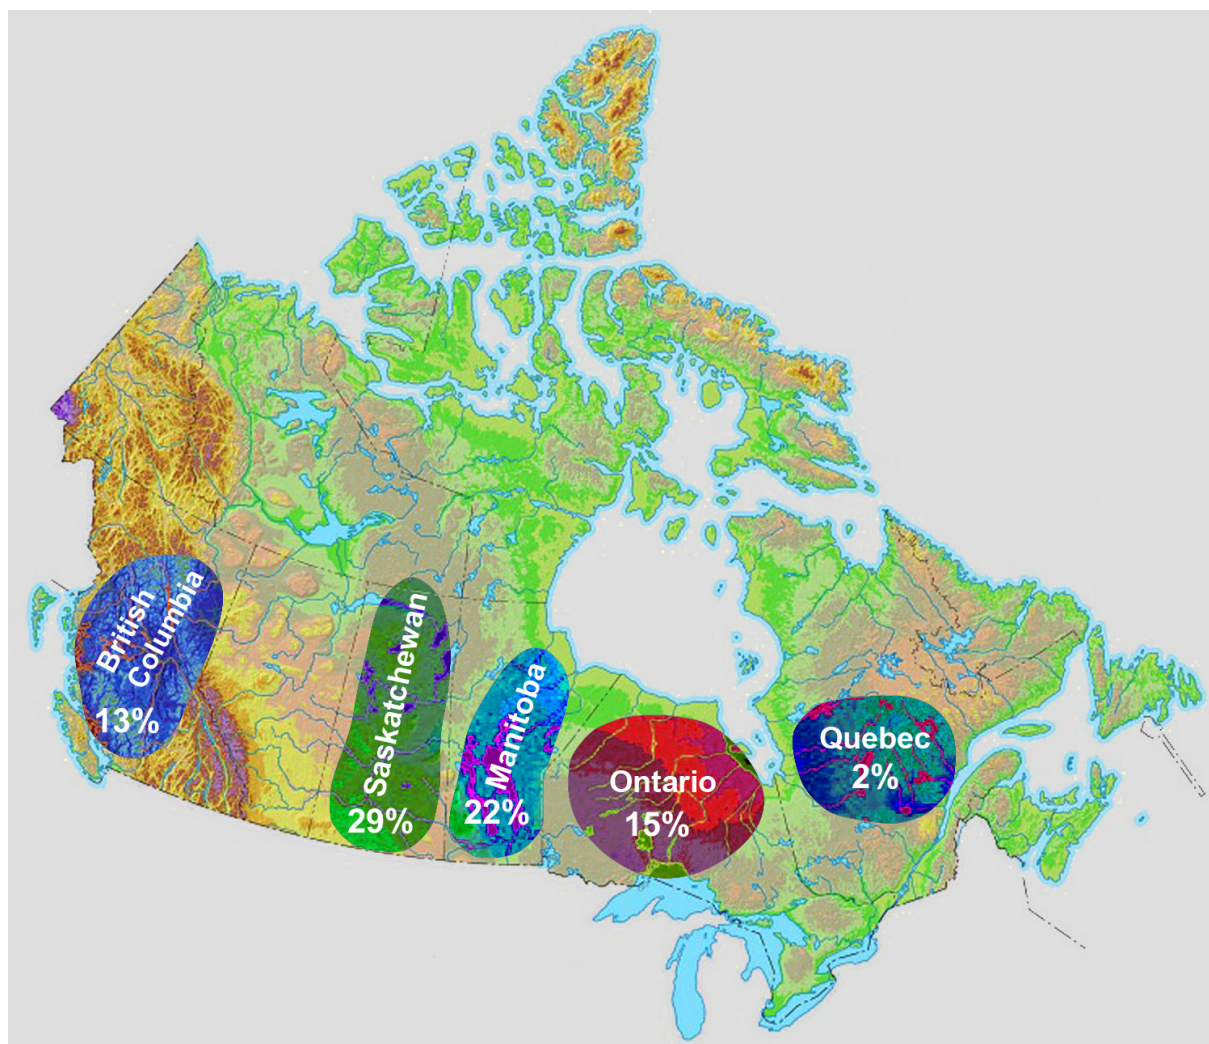 British
Columbia
13%
Saskatchewan
29%
Manitoba
22%
Ontario
15%
Quebec
2%